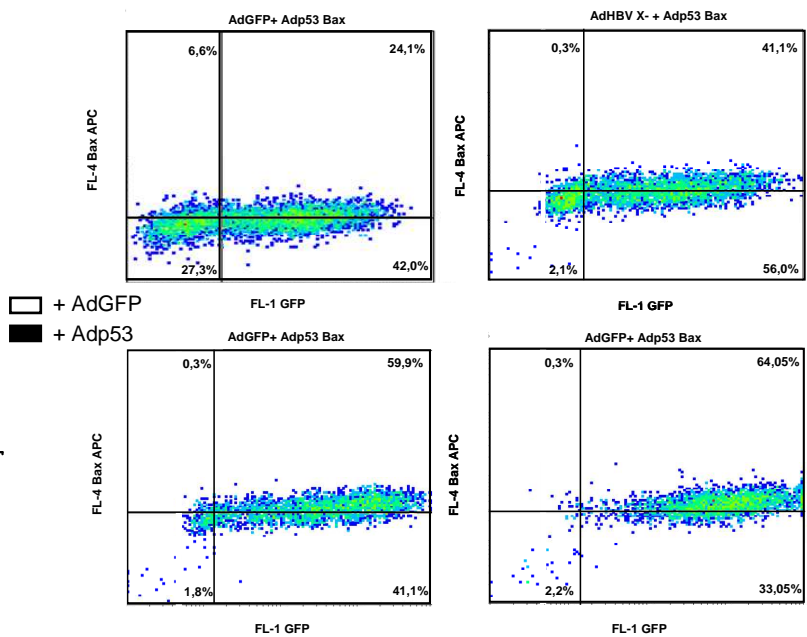 AdGFP+ Adp53 Bax
6,6%
24,1%
FL-4 Bax APC
27,3%
42,0%
FL-1 GFP
AdHBV X- + Adp53 Bax
0,3%
41,1%
FL-4 Bax APC
2,1%
56,0%
FL-1 GFP
+ AdGFP
+ Adp53
AdGFP+ Adp53 Bax
0,3%
59,9%
FL-4 Bax APC
1,8%
41,1%
FL-1 GFP
AdGFP+ Adp53 Bax
0,3%
64,05%
FL-4 Bax APC
2,2%
33,05%
FL-1 GFP